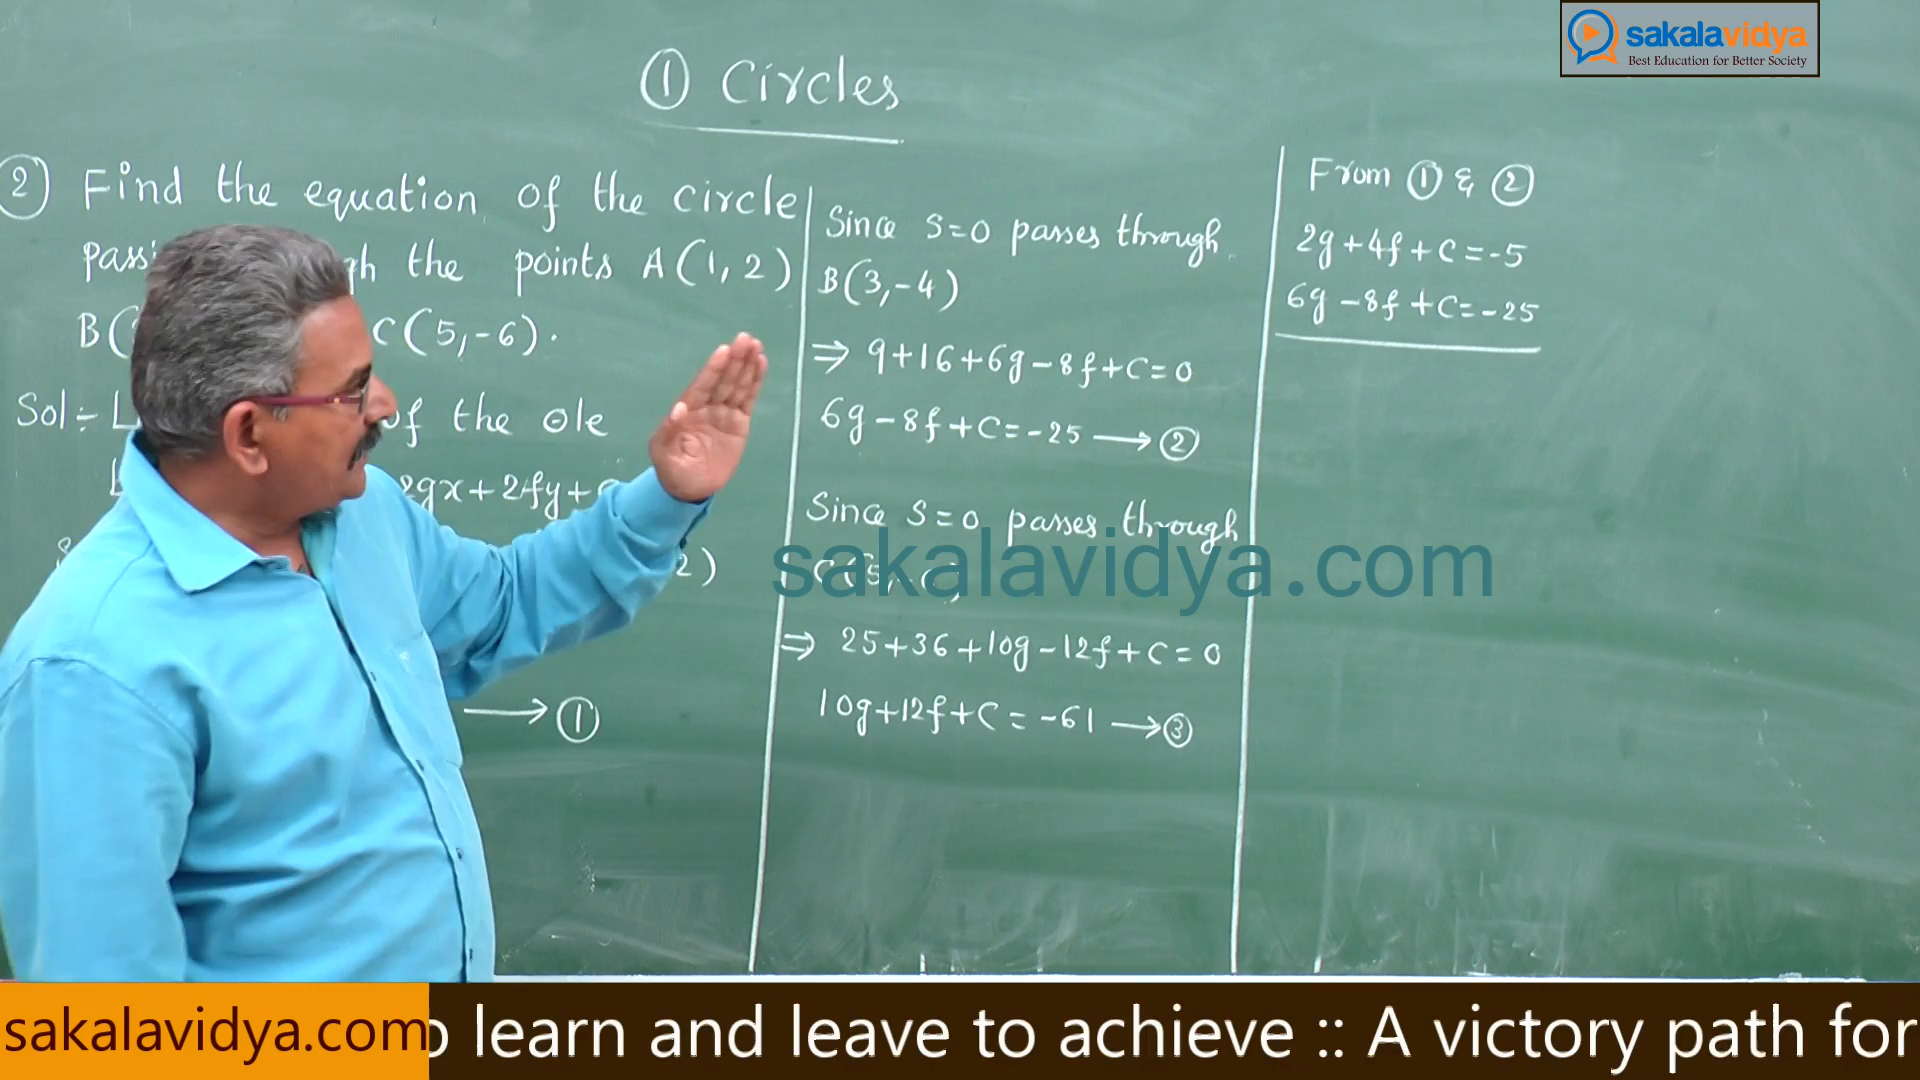 sakalavidya
Best Education for Better Society
① Circles
② Find the equation of the circle
the points A(1, 2)
B( C(5, -6).
Sol:- of the ole
2gx+2fy+
2)
→ ①
Since S=0 passes through
B(3, -4)
⇒ 9+16+6g-8f+C=0
6g-8f+C=-25 → ②
Since S=0 passes through
C(5,-
⇒ 25+36+10g-12f+C=0
10g+12f+C=-61 → ③
From ① & ②
2g+4f+C=-5
6g-8f+C=-25
sakalavidya.com
sakalavidya.com
learn and leave to achieve :: A victory path for